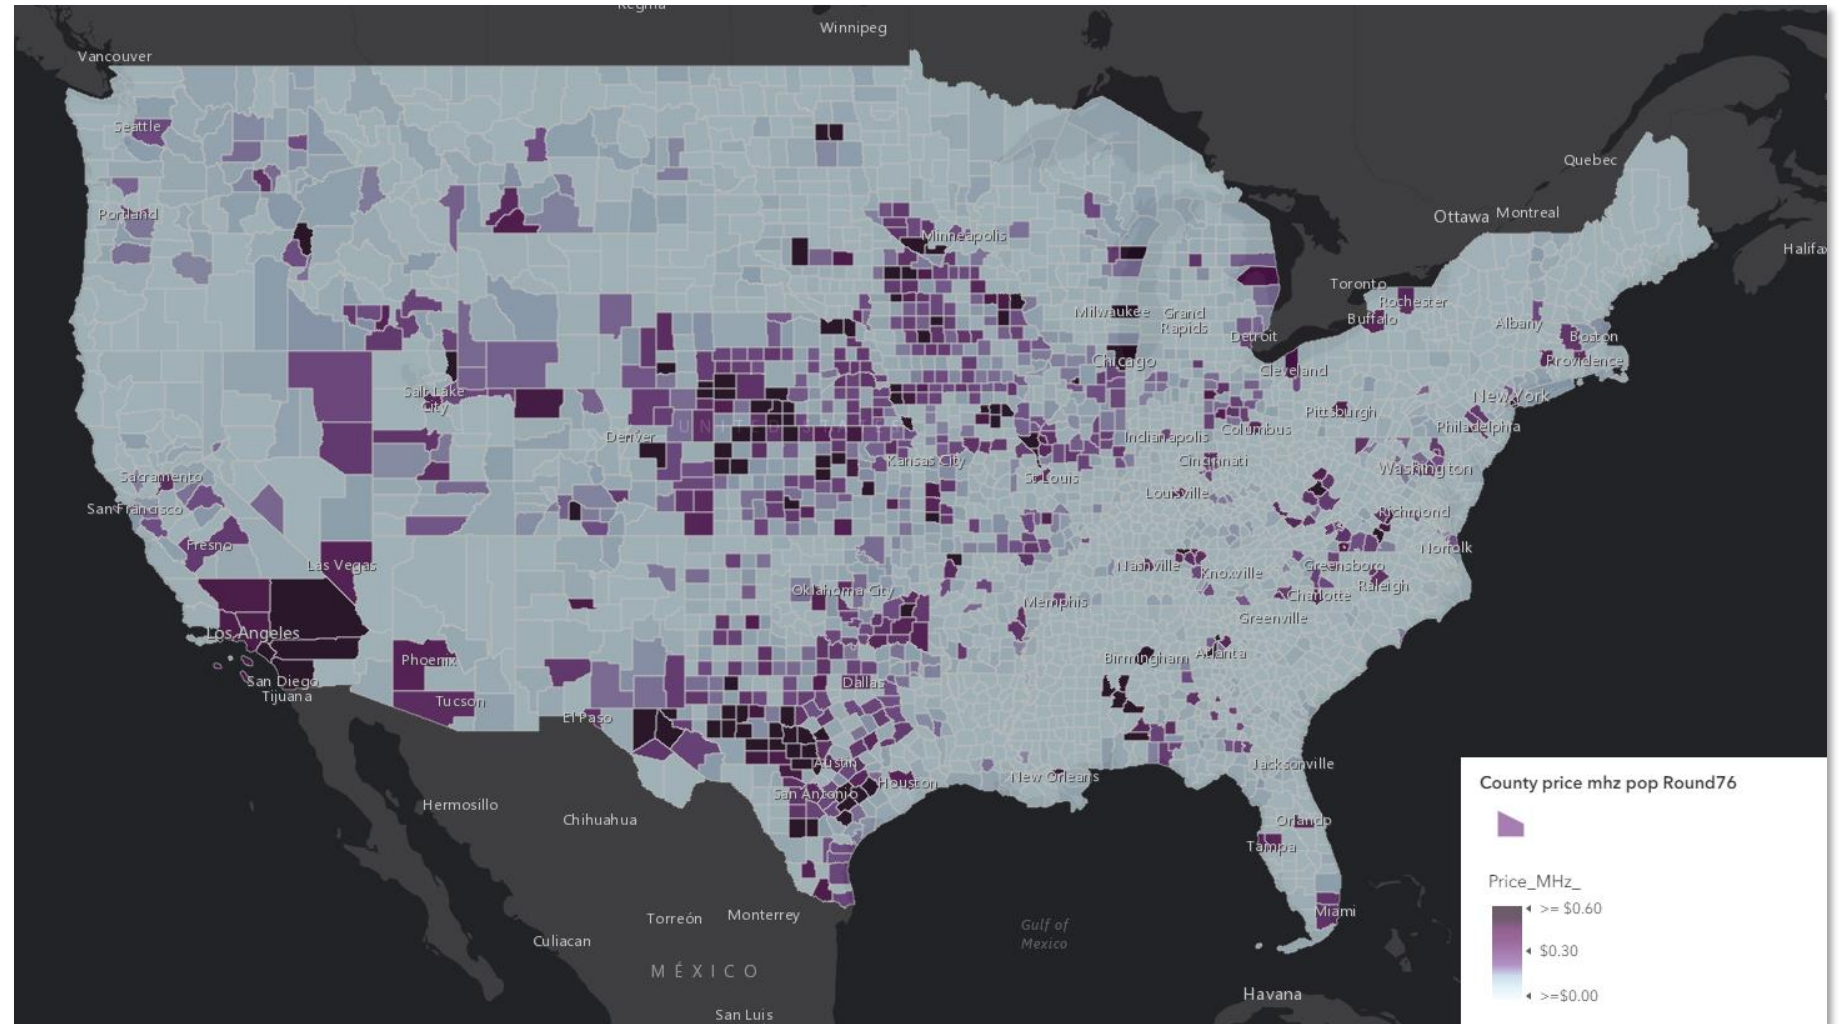 Regina
Winnipeg
Vancouver
Seattle
Quebec
Portland
Ottawa
Montreal
Minneapolis
Halifax
Toronto
Rochester
Milwaukee
Grand
Rapids
Buffalo
Albany
Boston
Detroit
Chicago
Cleveland
Providence
Salt Lake
City
New York
Pittsburgh
UNITED
Denver
Columbus
Philadelphia
Indianapolis
Kansas City
Cincinnati
Washington
Sacramento
St Louis
Louisville
San Francisco
Richmond
Fresno
Norfolk
Las Vegas
Nashville
Knoxville
Greensboro
Raleigh
Oklahoma City
Memphis
Charlotte
Greenville
Los Angeles
Phoenix
Birmingham
Atlanta
San Diego
Tijuana
Dallas
Tucson
El Paso
Austin
Jacksonville
San Antonio
Houston
New Orleans
Hermosillo
Chihuahua
Orlando
Tampa
Torreón
Monterrey
Miami
Culiacan
Gulf of
Mexico
MÉXICO
Havana
San Luis
County price mhz pop Round76
Price_MHz_
>= $0.60
$0.30
>=$0.00